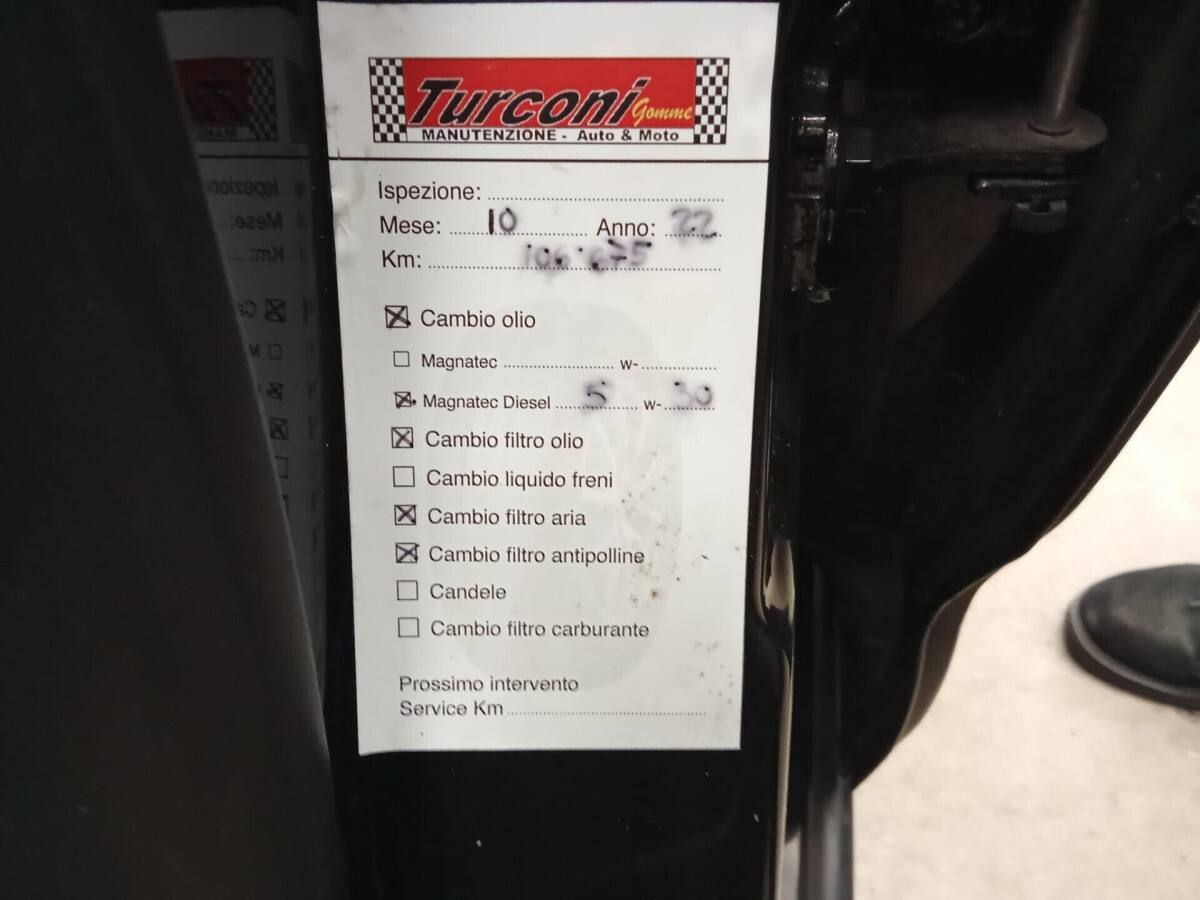 Turconi Gomme
MANUTENZIONE - Auto & Moto
Ispezione:
Mese: 10 Anno: 22
Km: 196.675
Cambio olio
Magnatec w-
Magnatec Diesel 5 w- 30
Cambio filtro olio
Cambio liquido freni
Cambio filtro aria
Cambio filtro antipolline
Candele
Cambio filtro carburante
Prossimo intervento
Service Km